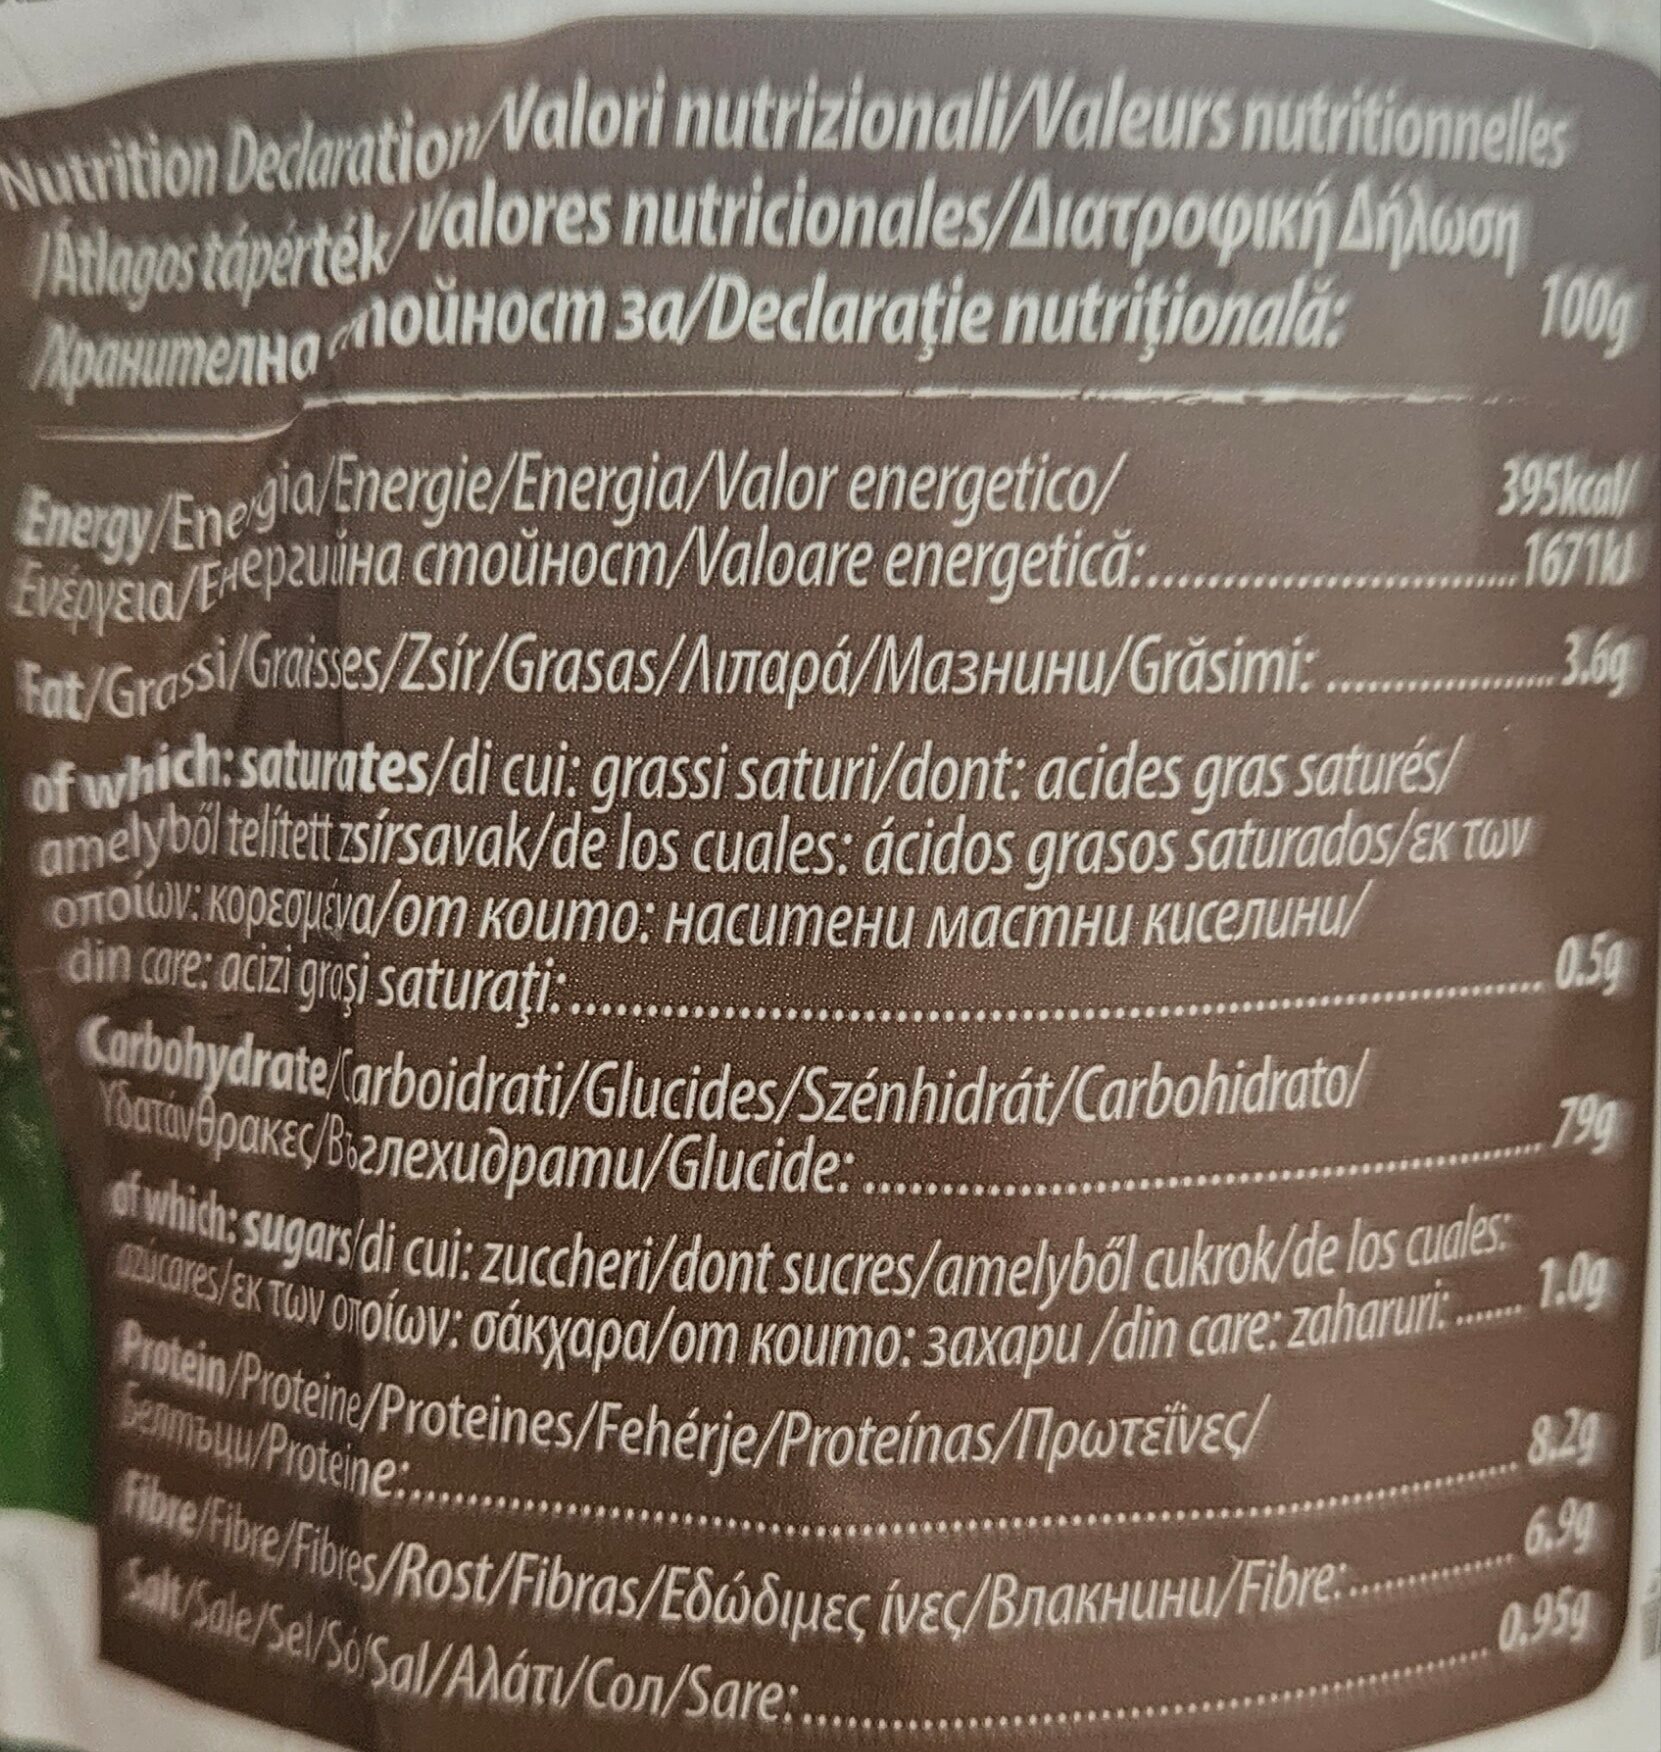 Nutrition Declaration/Valori nutrizionali/Valeurs nutritionnelles
/Átlagos tápérték/Valores nutricionales/Διατροφική Δήλωση
/Хранителна стойност за/Declaraţie nutriţională: 100g
Energy/Energia/Energie/Energia/Valor energetico/ 395kcal/
Ενέργεια/Енергийна стойност/Valoare energetică:.......1671kJ
Fat/Grassi/Graisses/Zsír/Grasas/Λιπαρά/Мазнини/Grăsimi: .......3.6g
of which: saturates/di cui: grassi saturi/dont: acides gras saturés/
amelyből telített zsírsavak/de los cuales: ácidos grasos saturados/εκ των
οποίων: κορεσμένα/от които: наситени мастни киселини/
din care: acizi graşi saturaţi:....... 0.5g
Carbohydrate/Carboidrati/Glucides/Szénhidrát/Carbohidrato/
Υδατάνθρακες/Въглехидрати/Glucide: ....... 79g
of which: sugars/di cui: zuccheri/dont sucres/amelyből cukrok/de los cuales:
azúcares/εκ των οποίων: σάκχαρα/от които: захари /din care: zaharuri: ....... 1.0g
Protein/Proteine/Proteines/Fehérje/Proteínas/Πρωτεΐνες/
Белтъци/Proteine:....... 8.2g
Fibre/Fibre/Fibres/Rost/Fibras/Εδώδιμες ίνες/Влакнини/Fibre:....... 6.9g
Salt/Sale/Sel/Só/Sal/Αλάτι/Сол/Sare:....... 0.95g